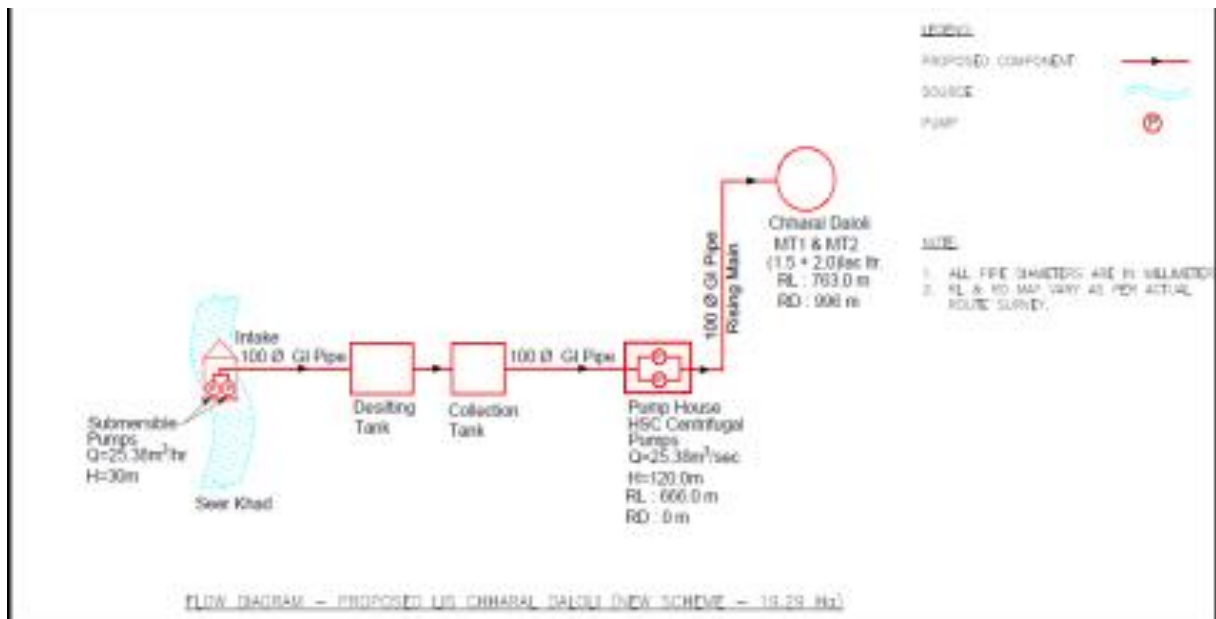 LEGEND:
PROPOSED COMPONENT
SOURCE
PUMP
P
Chharal Daloli
MT1 & MT2
(1.5 + 2.0)lac ltr.
RL : 763.0 m
RD : 996 m
100 Ø GI Pipe
Rising Main
NOTE:
1. ALL PIPE DIAMETERS ARE IN MILLIMETER
2. RL & RD MAY VARY AS PER ACTUAL
ROUTE SURVEY.
Intake
100 Ø GI Pipe
100 Ø GI Pipe
P
P
P
P
Submersible
Pumps
Q=25.38m³/hr
H=30m
Seer Khad
Desilting
Tank
Collection
Tank
Pump House
HSC Centrifugal
Pumps
Q=25.38m³/sec
H=120.0m
RL : 666.0 m
RD : 0 m
FLOW DIAGRAM – PROPOSED LIS CHHARAL DALOLI (NEW SCHEME – 19.29 Ha)